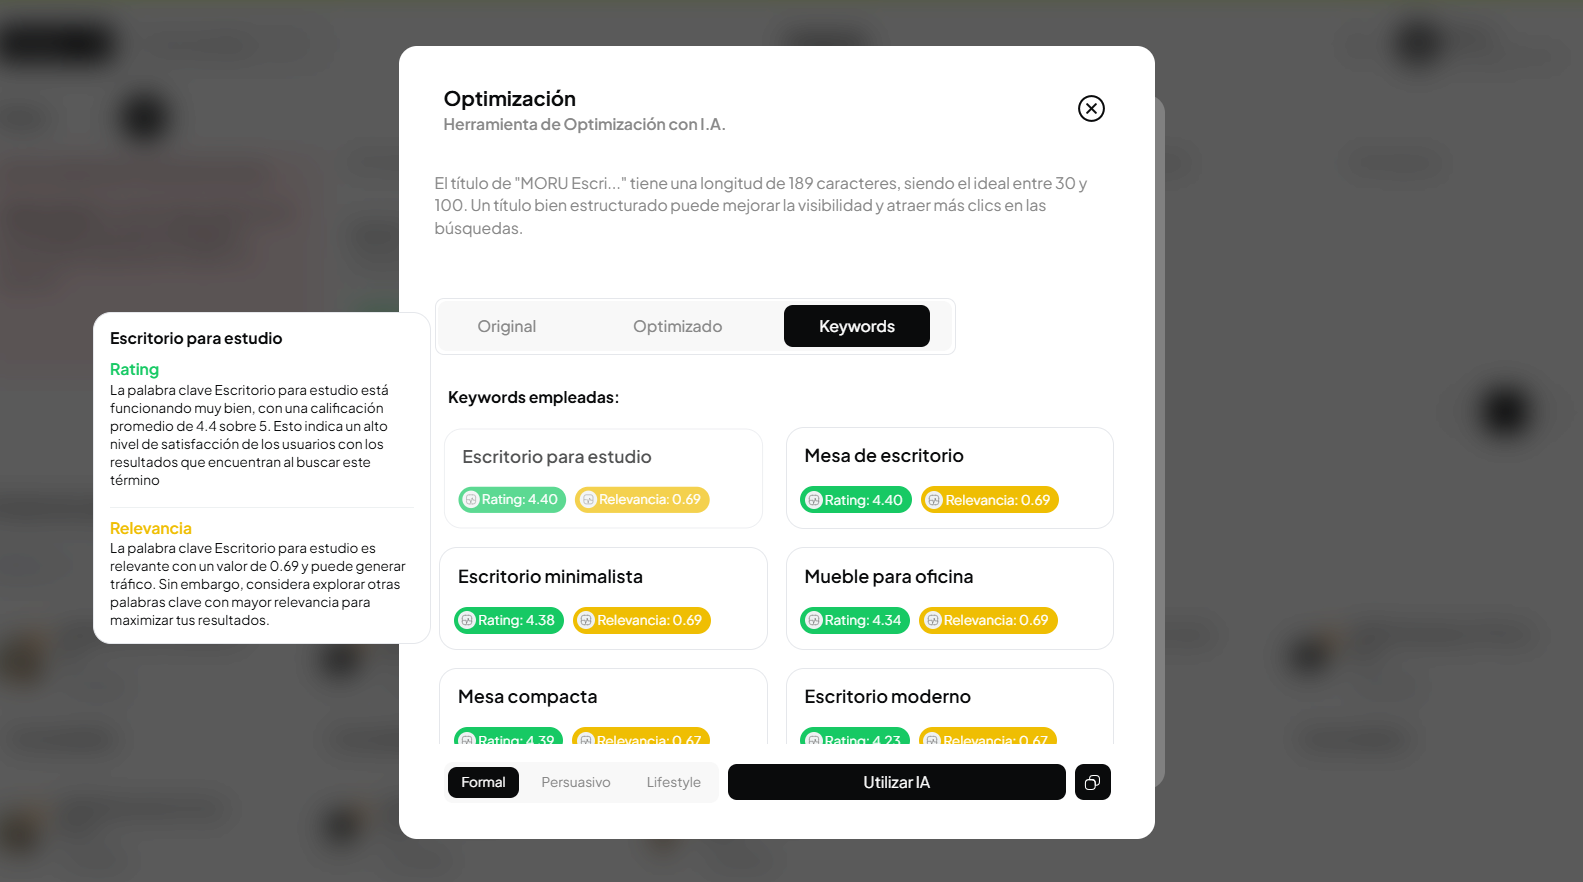 Optimización
Herramienta de Optimización con I.A.
El título de "MORU Escri..." tiene una longitud de 189 caracteres, siendo el ideal entre 30 y
100. Un título bien estructurado puede mejorar la visibilidad y atraer más clics en las
búsquedas.
Original
Optimizado
Keywords
Escritorio para estudio
Rating
La palabra clave Escritorio para estudio está
funcionando muy bien, con una calificación
promedio de 4.4 sobre 5. Esto indica un alto
nivel de satisfacción de los usuarios con los
resultados que encuentran al buscar este
término
Relevancia
La palabra clave Escritorio para estudio es
relevante con un valor de 0.69 y puede generar
tráfico. Sin embargo, considera explorar otras
palabras clave con mayor relevancia para
maximizar tus resultados.
Keywords empleadas:
Escritorio para estudio
Rating: 4.40
Relevancia: 0.69
Mesa de escritorio
Rating: 4.40
Relevancia: 0.69
Escritorio minimalista
Rating: 4.38
Relevancia: 0.69
Mueble para oficina
Rating: 4.34
Relevancia: 0.69
Mesa compacta
Rating: 4.39
Relevancia: 0.67
Escritorio moderno
Rating: 4.23
Relevancia: 0.67
Formal
Persuasivo
Lifestyle
Utilizar IA